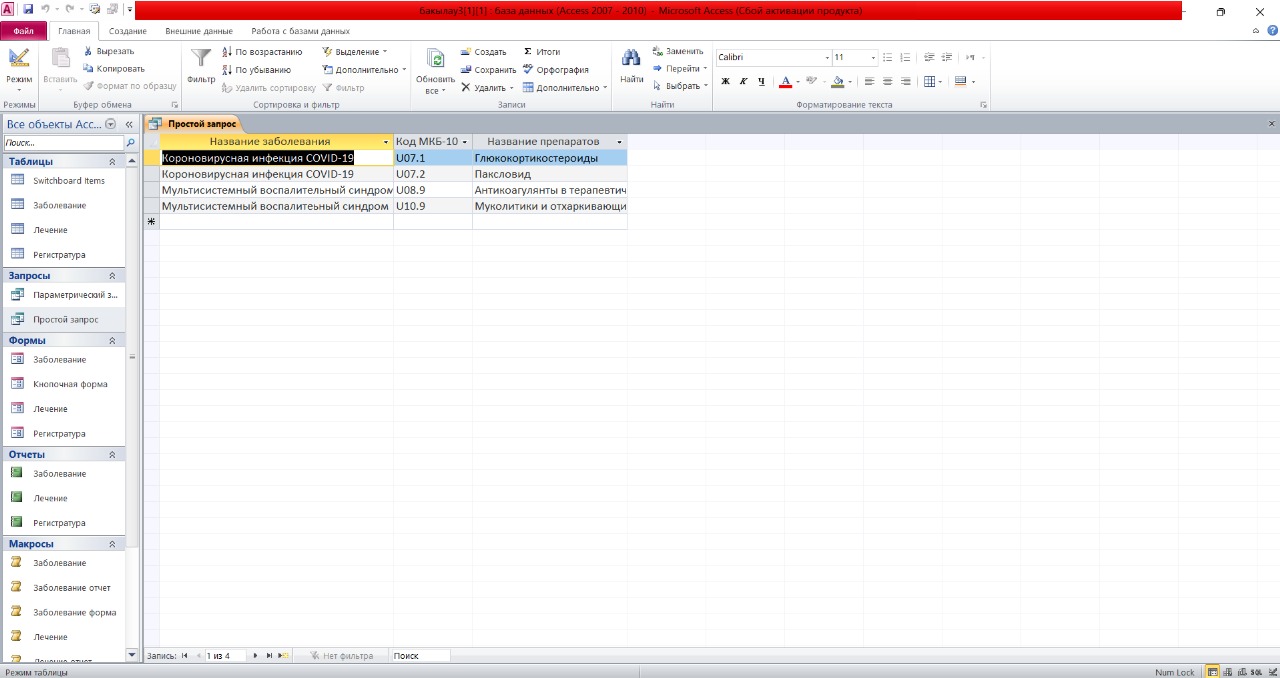 бакылау3[1][1] : база данных (Access 2007 - 2010) - Microsoft Access (Сбой активации продукта)
Файл Главная Создание Внешние данные Работа с базами данных
Режим
Режимы
Вставить
Вырезать
Копировать
Формат по образцу
Буфер обмена
Фильтр
По возрастанию
По убыванию
Удалить сортировку
Выделение
Дополнительно
Фильтр
Сортировка и фильтр
Обновить
все
Создать
Сохранить
Удалить
Итоги
Орфография
Дополнительно
Записи
Найти
Заменить
Перейти
Выбрать
Найти
Calibri 11
Ж К Ч
Форматирование текста
Все объекты Acc...
Поиск...
Таблицы
Switchboard Items
Заболевание
Лечение
Регистратура
Запросы
Параметрический з...
Простой запрос
Формы
Заболевание
Кнопочная форма
Лечение
Регистратура
Отчеты
Заболевание
Лечение
Регистратура
Макросы
Заболевание
Заболевание отчет
Заболевание форма
Лечение
Лечение отчет
Простой запрос
Название заболевания Код МКБ-10 Название препаратов
Короновирусная инфекция COVID-19 U07.1 Глюкокортикостероиды
Короновирусная инфекция COVID-19 U07.2 Паксловид
Мультисистемный воспалительный синдром U08.9 Антикоагулянты в терапевтич
Мультисистемный воспалитеьный синдром U10.9 Муколитики и отхаркивающи
Запись: 1 из 4 Нет фильтра Поиск
Режим таблицы Num Lock SQL